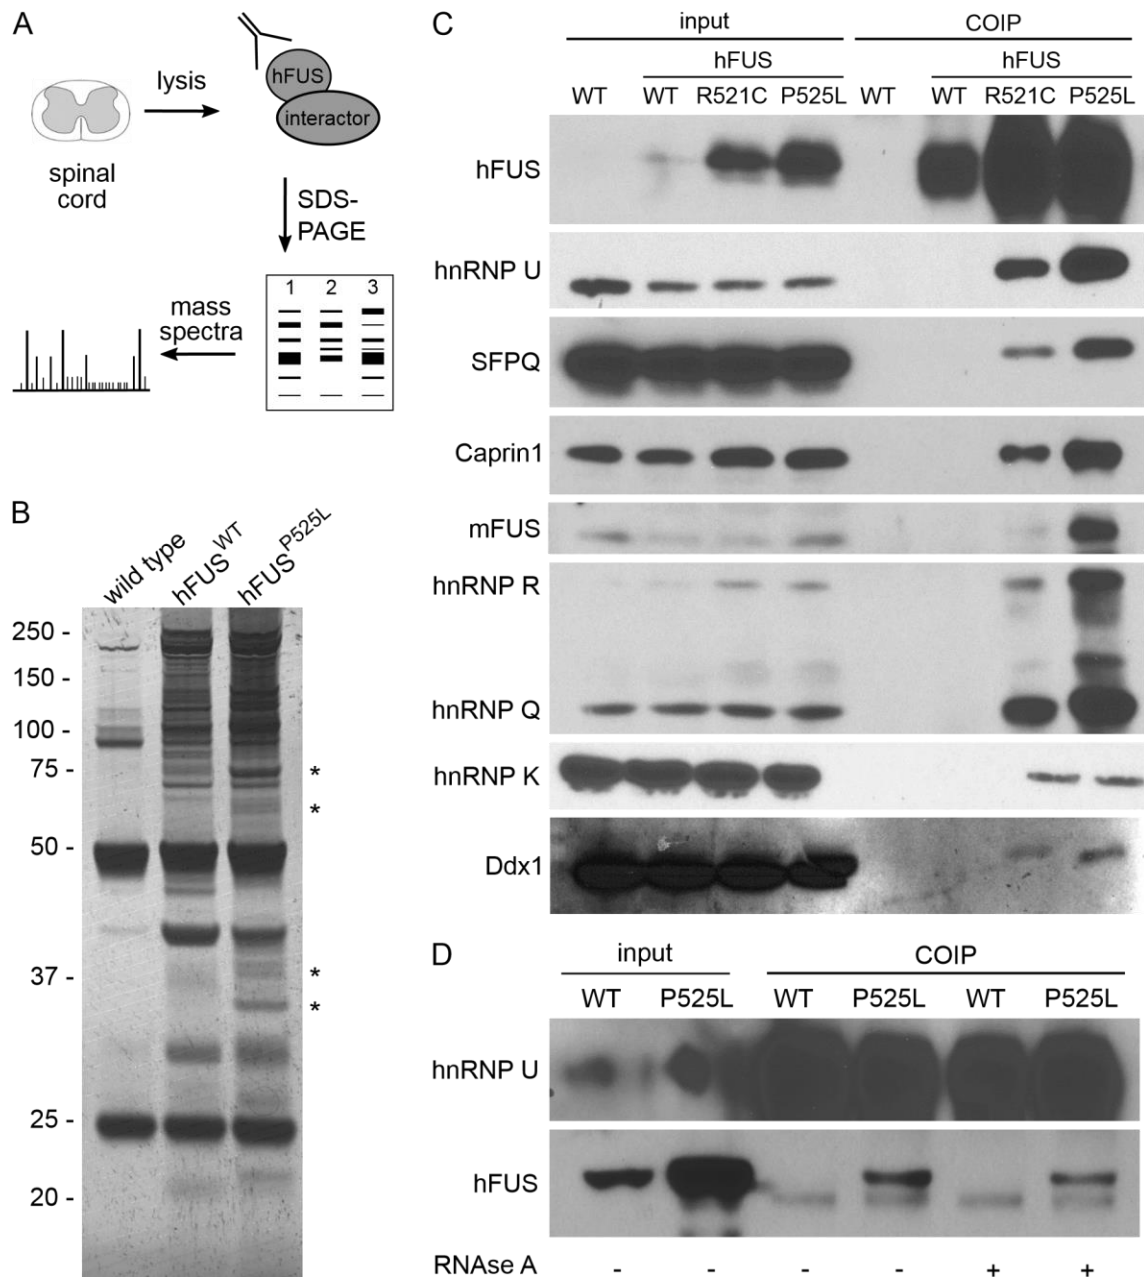 A
lysis
hFUS
interactor
spinal
cord
SDS-
PAGE
mass
spectra
1 2 3
B
wild type
hFUS^WT
hFUS^P525L
250 -
150 -
100 -
75 - *
*
50 -
37 - *
*
25 -
20 -
C
input COIP
hFUS hFUS
WT WT R521C P525L WT WT R521C P525L
hFUS
hnRNP U
SFPQ
Caprin1
mFUS
hnRNP R
hnRNP Q
hnRNP K
Ddx1
D
input COIP
WT P525L WT P525L WT P525L
hnRNP U
hFUS
RNAse A - - - - + +